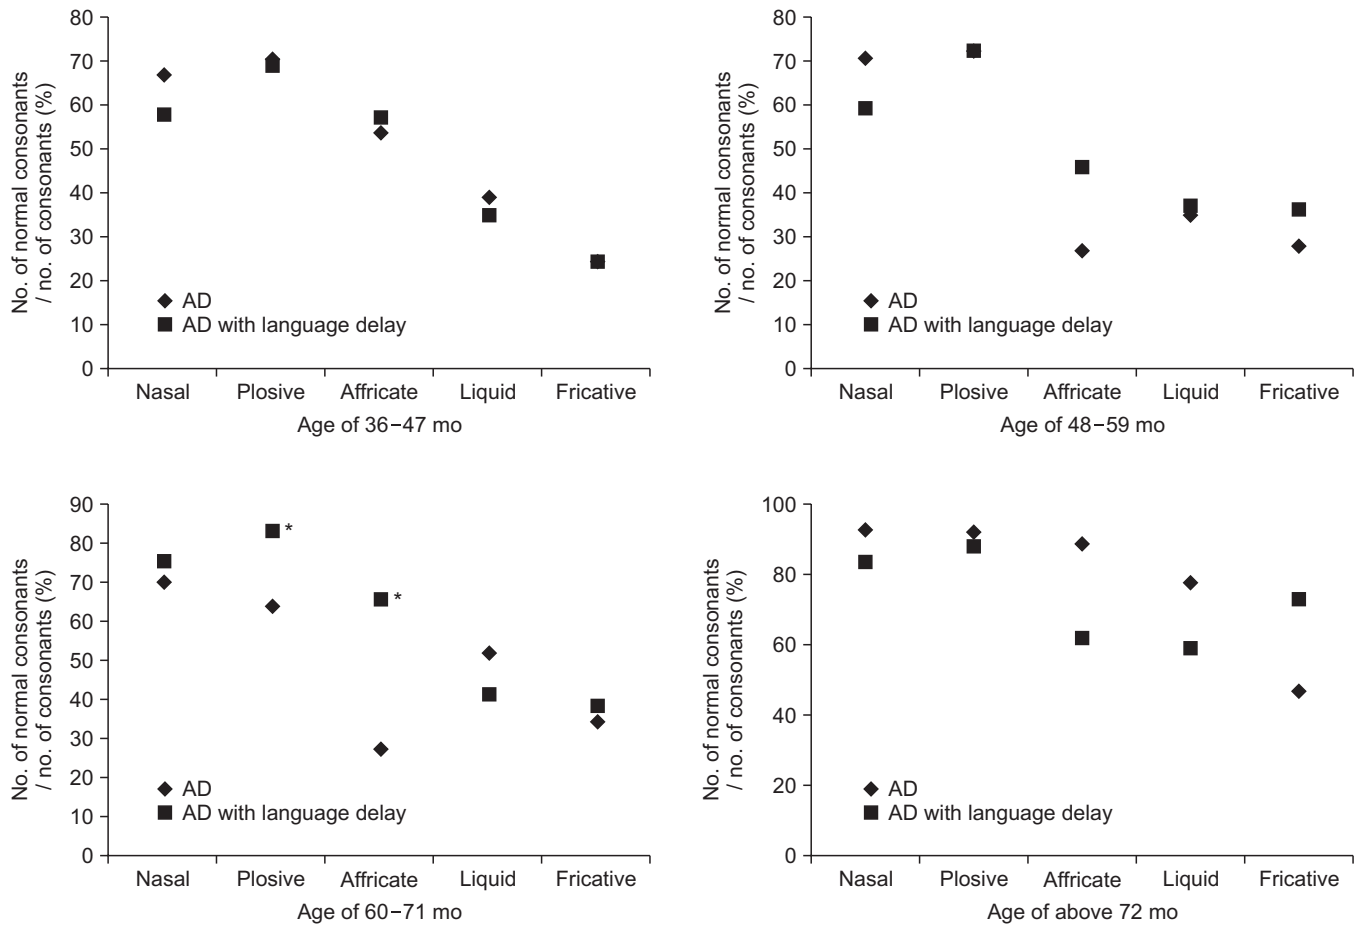 80
70
60
50
40
30
20
10
0
No. of normal consonants
/ no. of consonants (%)
AD
AD with language delay
Nasal Plosive Affricate Liquid Fricative
Age of 36–47 mo
80
70
60
50
40
30
20
10
0
No. of normal consonants
/ no. of consonants (%)
AD
AD with language delay
Nasal Plosive Affricate Liquid Fricative
Age of 48–59 mo
90
80
70
60
50
40
30
20
10
0
No. of normal consonants
/ no. of consonants (%)
*
*
AD
AD with language delay
Nasal Plosive Affricate Liquid Fricative
Age of 60–71 mo
100
80
60
40
20
0
No. of normal consonants
/ no. of consonants (%)
AD
AD with language delay
Nasal Plosive Affricate Liquid Fricative
Age of above 72 mo